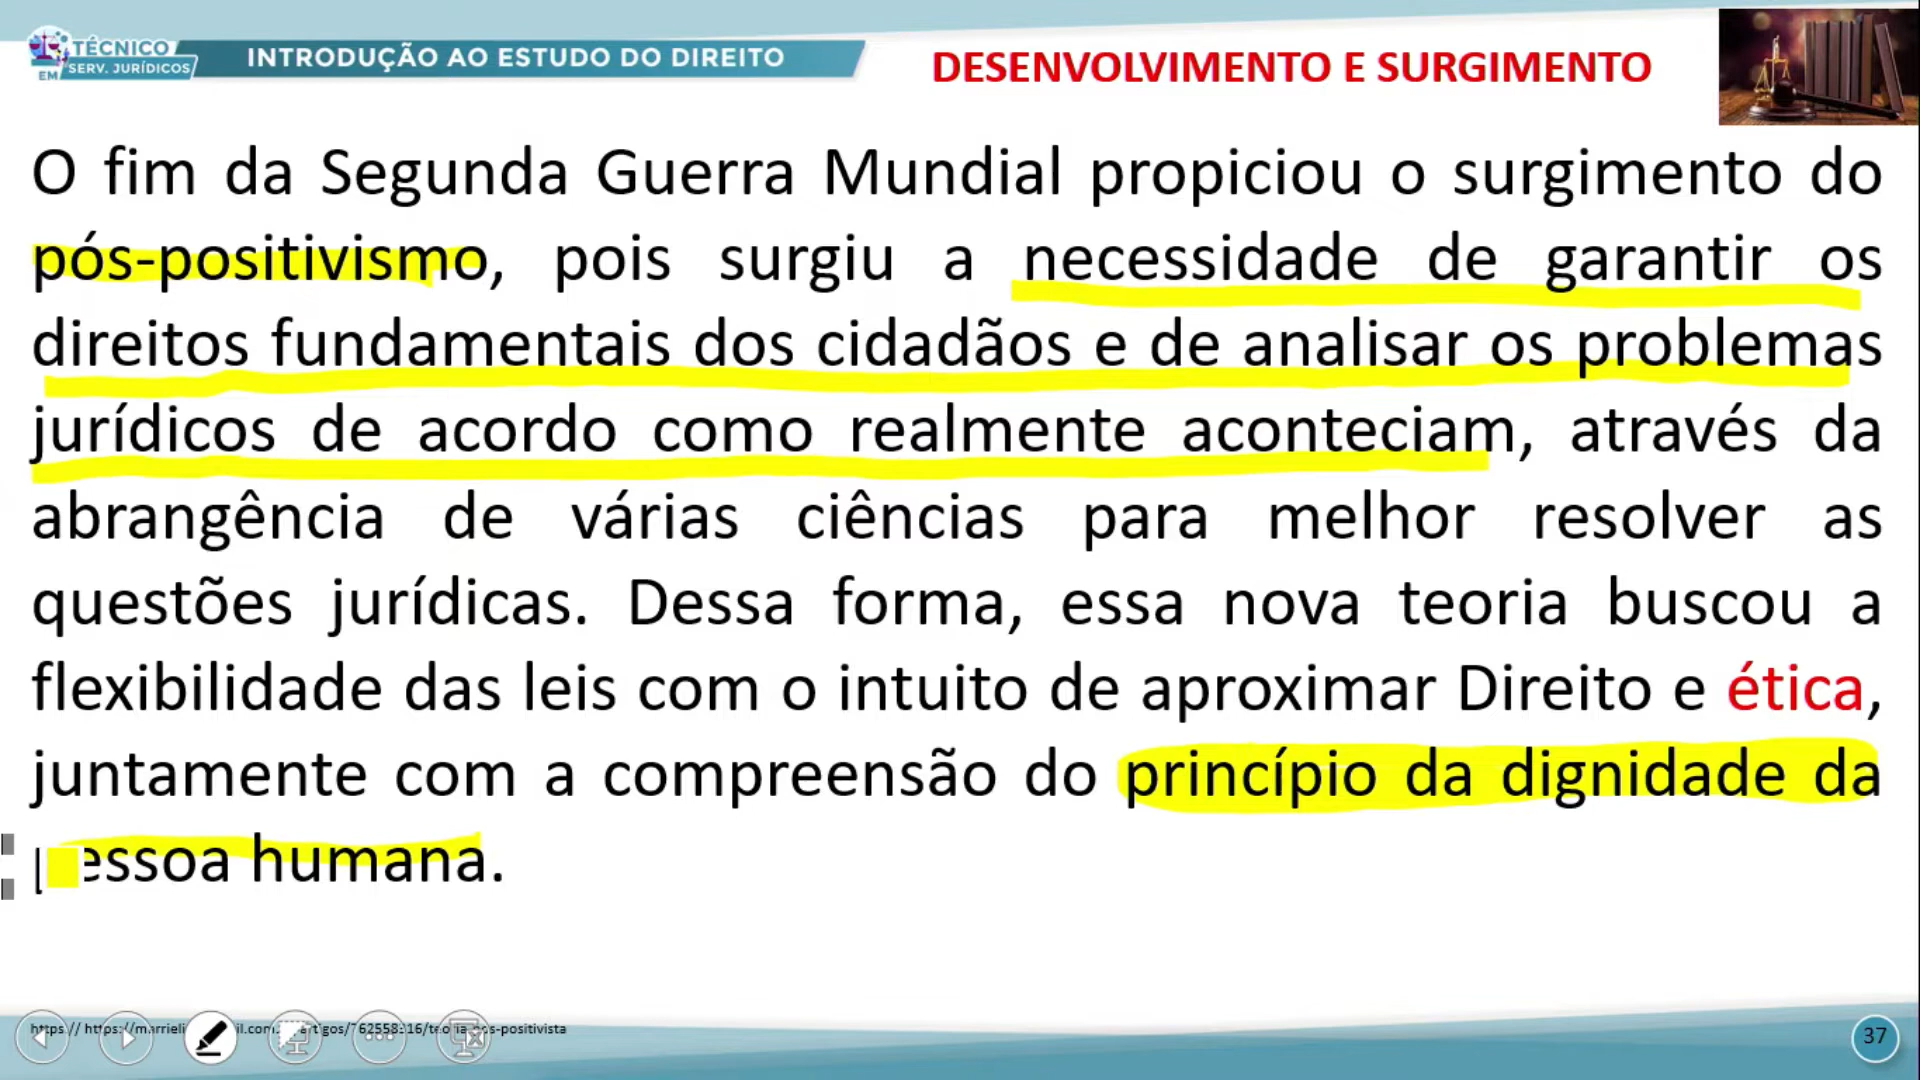 TÉCNICO
EM SERV. JURÍDICOS
INTRODUÇÃO AO ESTUDO DO DIREITO
DESENVOLVIMENTO E SURGIMENTO
O fim da Segunda Guerra Mundial propiciou o surgimento do
pós-positivismo, pois surgiu a necessidade de garantir os
direitos fundamentais dos cidadãos e de analisar os problemas
jurídicos de acordo como realmente aconteciam, através da
abrangência de várias ciências para melhor resolver as
questões jurídicas. Dessa forma, essa nova teoria buscou a
flexibilidade das leis com o intuito de aproximar Direito e ética,
juntamente com a compreensão do princípio da dignidade da
pessoa humana.
37